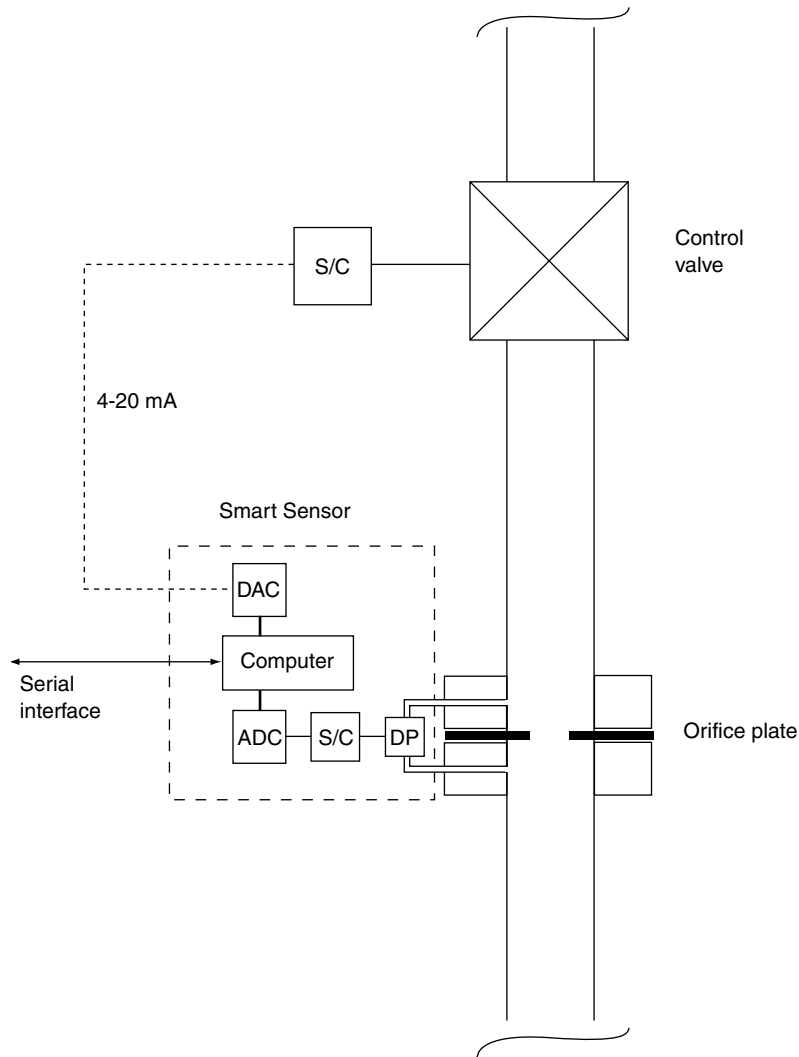 S/C
Control
valve
4-20 mA
Smart Sensor
DAC
Computer
Serial
interface
ADC
S/C
DP
Orifice plate